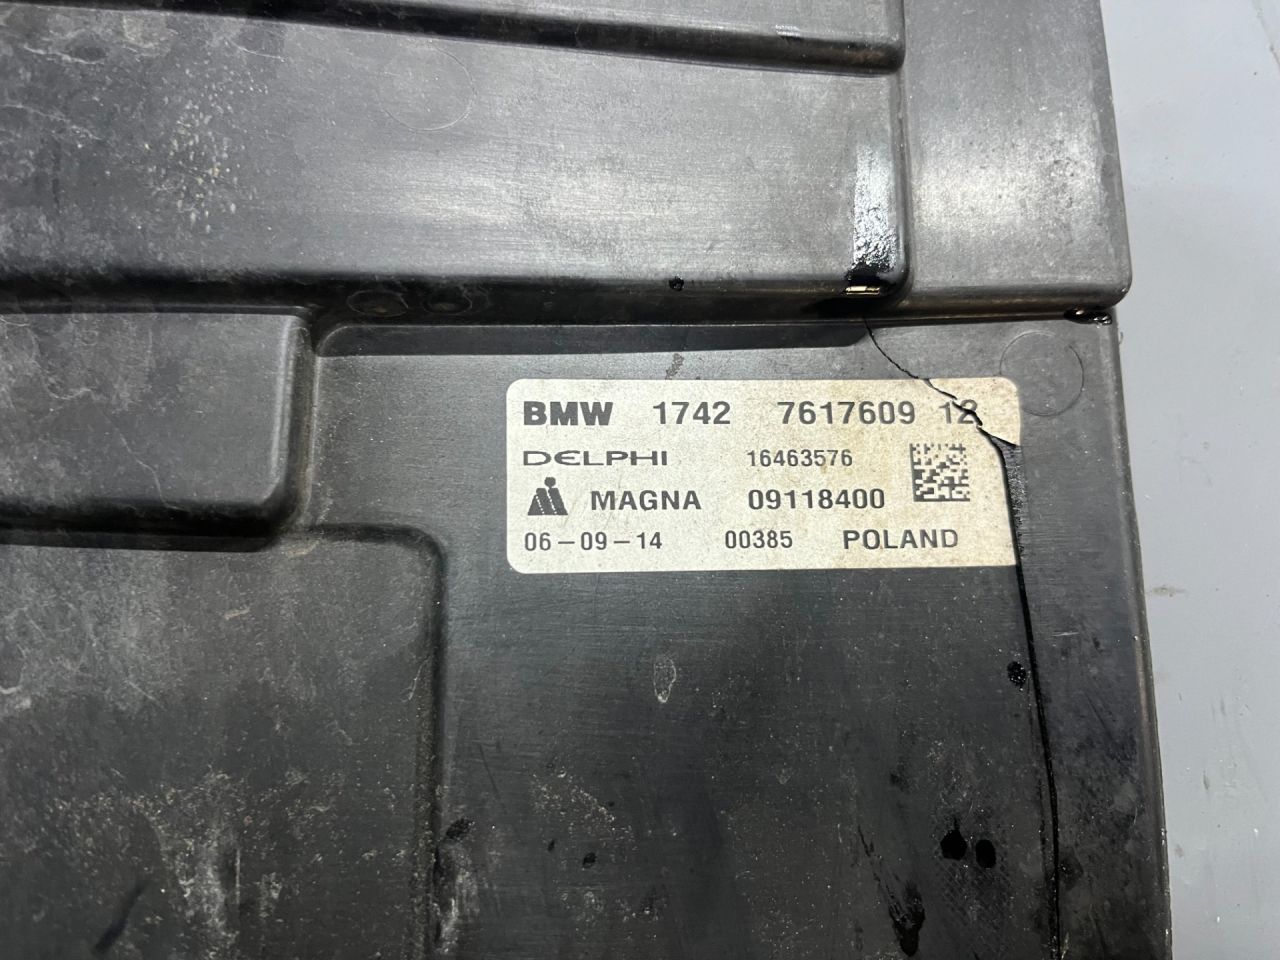 BMW 1742 7617609 12
DELPHI 16463576
MAGNA 09118400
06-09-14 00385 POLAND